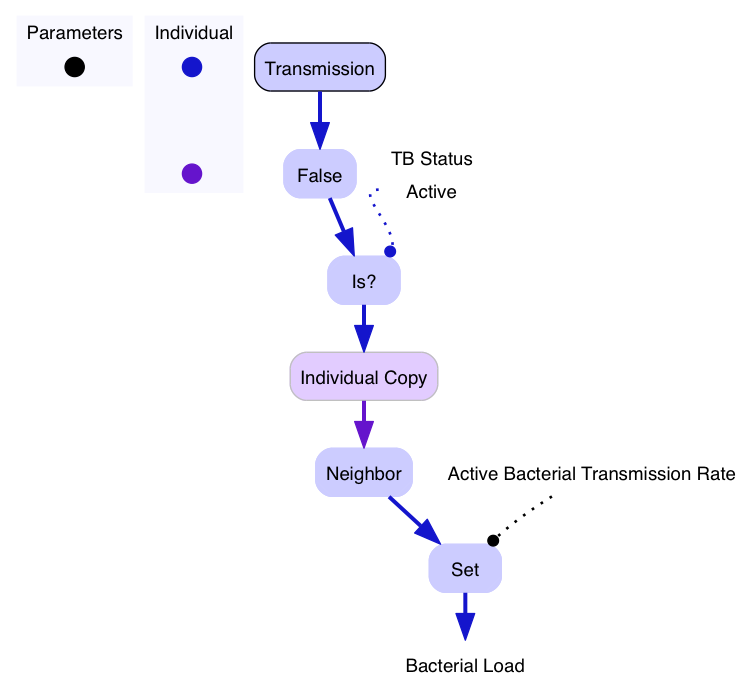 Parameters
Individual
Transmission
False
TB Status
Active
Is?
Individual Copy
Neighbor
Active Bacterial Transmission Rate
Set
Bacterial Load